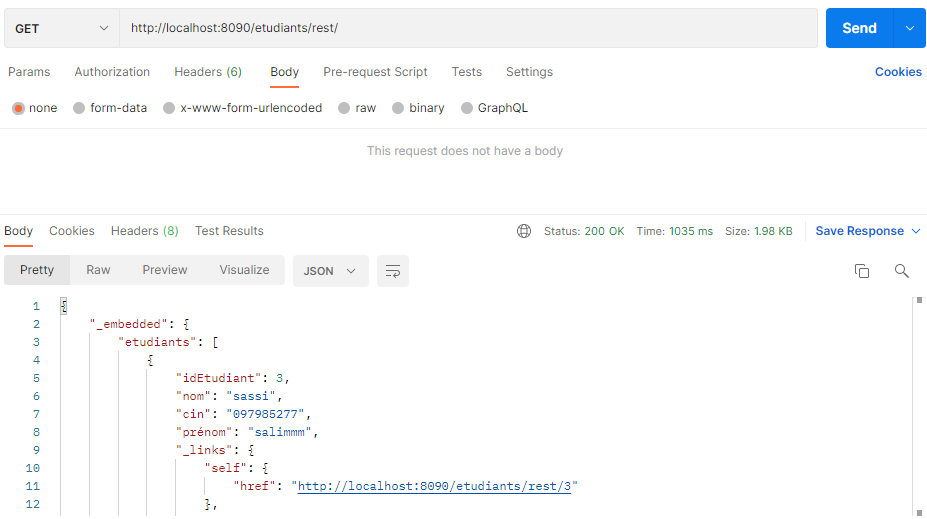 GET http://localhost:8090/etudiants/rest/ Send
Params Authorization Headers (6) Body Pre-request Script Tests Settings Cookies
none form-data x-www-form-urlencoded raw binary GraphQL
This request does not have a body
Body Cookies Headers (8) Test Results Status: 200 OK Time: 1035 ms Size: 1.98 KB Save Response
Pretty Raw Preview Visualize JSON
1 {
2 "_embedded": {
3 "etudiants": [
4 {
5 "idEtudiant": 3,
6 "nom": "sassi",
7 "cin": "097985277",
8 "prénom": "salimmm",
9 "_links": {
10 "self": {
11 "href": "http://localhost:8090/etudiants/rest/3"
12 },